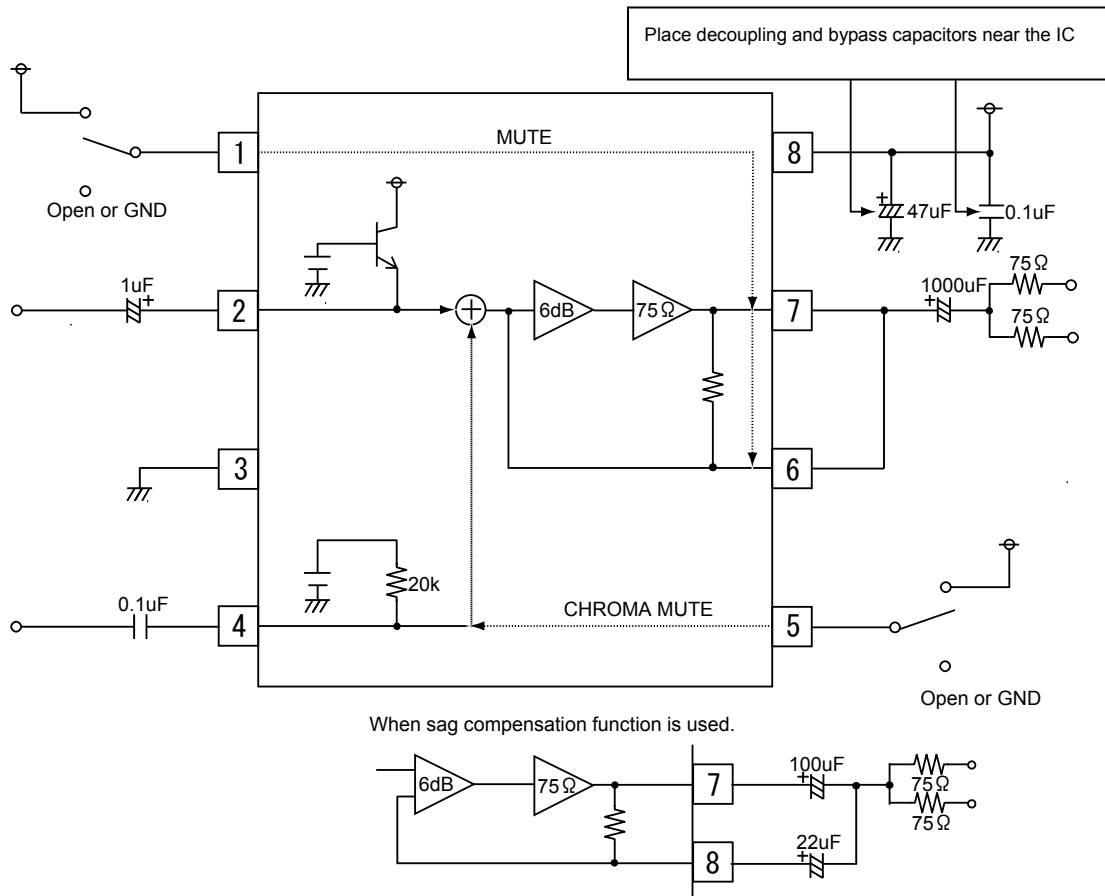 Place decoupling and bypass capacitors near the IC
1
MUTE
8
Open or GND
47uF
0.1uF
1uF
2
6dB
75Ω
7
1000uF
75Ω
75Ω
3
6
20k
0.1uF
4
CHROMA MUTE
5
Open or GND
When sag compensation function is used.
6dB
75Ω
7
100uF
75Ω
75Ω
8
22uF